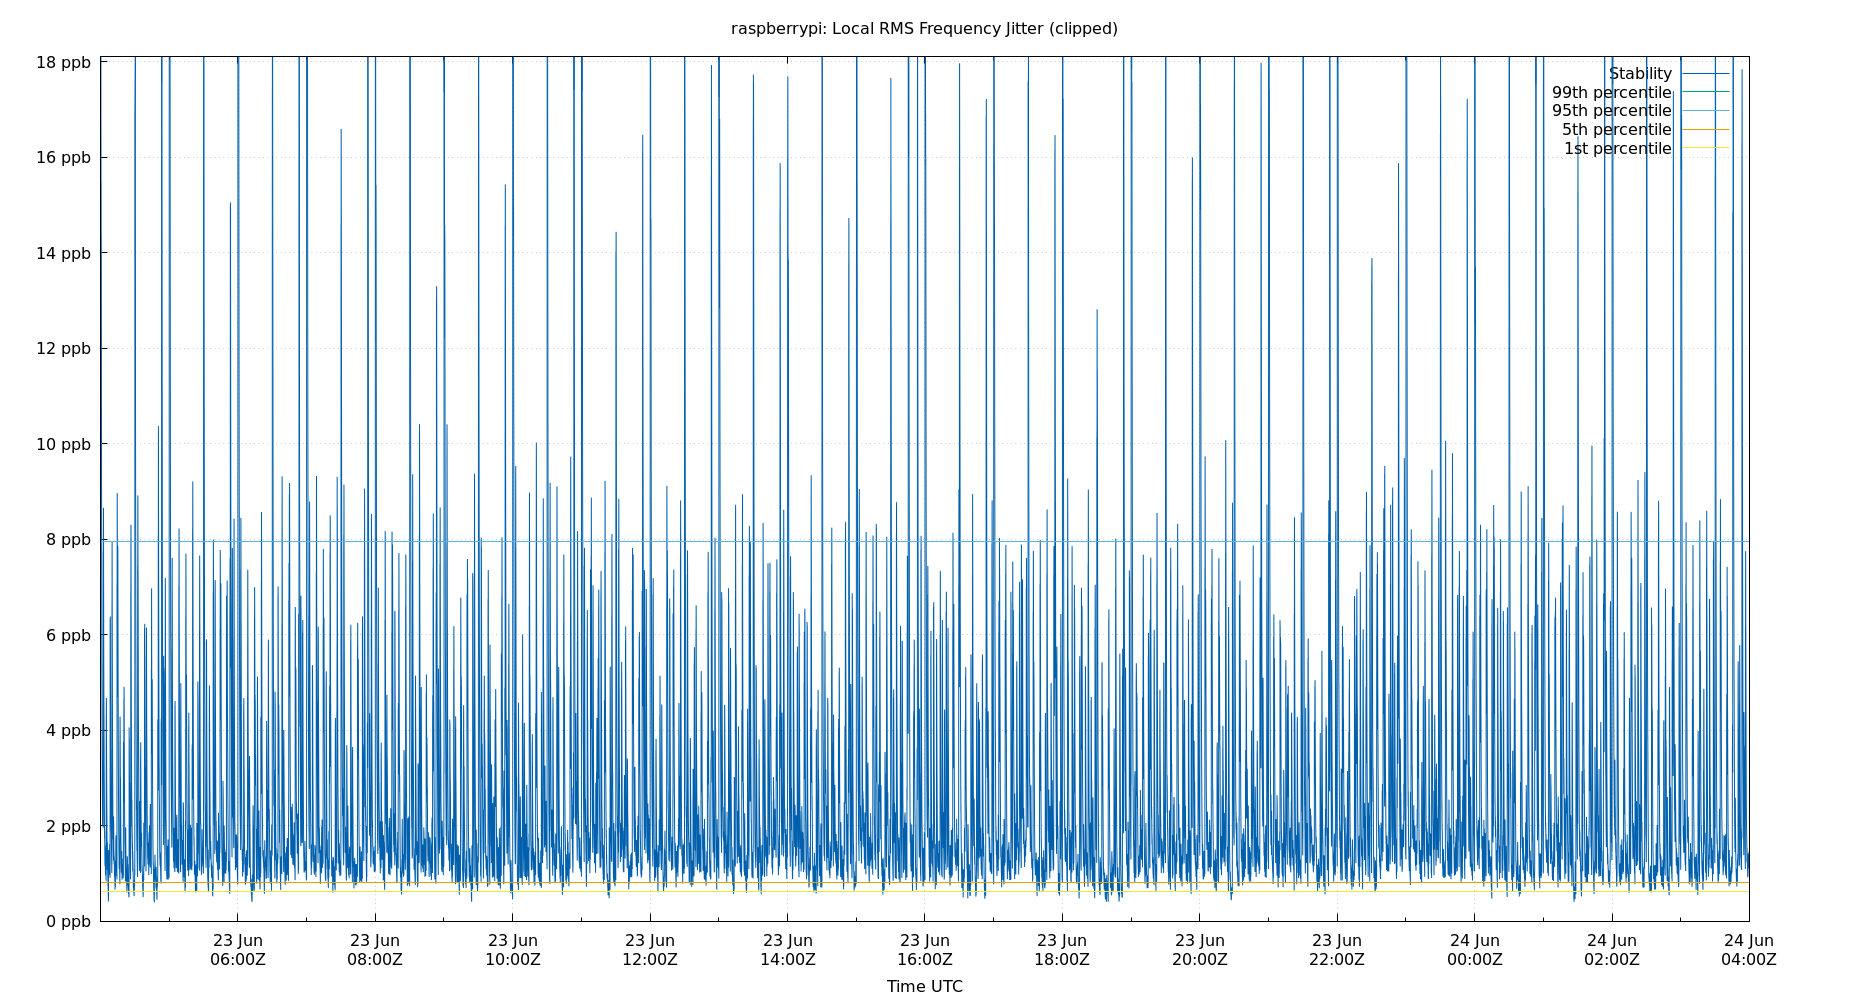 raspberrypi: Local RMS Frequency Jitter (clipped)
18 ppb
16 ppb
14 ppb
12 ppb
10 ppb
8 ppb
6 ppb
4 ppb
2 ppb
0 ppb
Stability
99th percentile
95th percentile
5th percentile
1st percentile
23 Jun 23 Jun 23 Jun 23 Jun 23 Jun 23 Jun 23 Jun 23 Jun 23 Jun 24 Jun 24 Jun 24 Jun
06:00Z 08:00Z 10:00Z 12:00Z 14:00Z 16:00Z 18:00Z 20:00Z 22:00Z 00:00Z 02:00Z 04:00Z
Time UTC